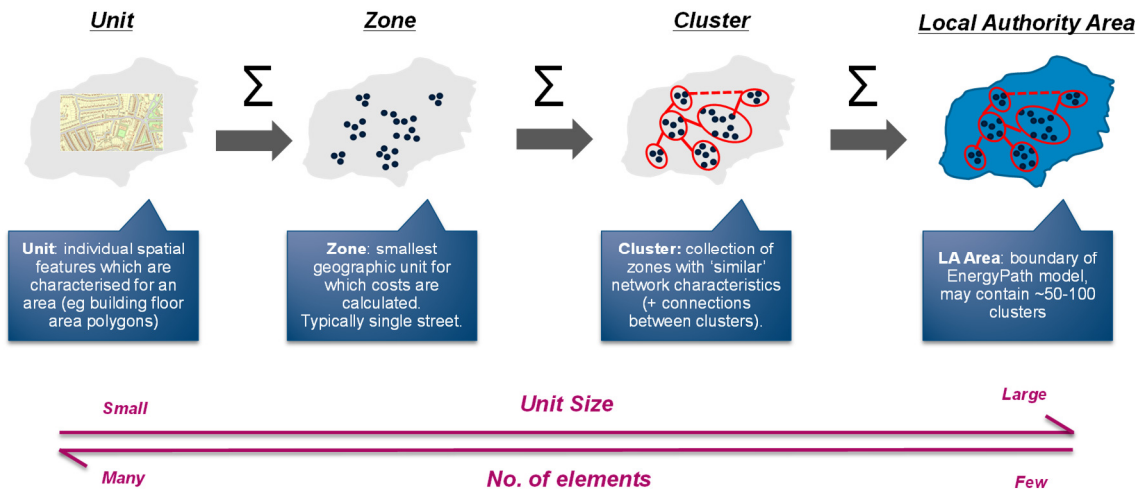 Unit
Zone
Cluster
Local Authority Area
Σ
Σ
Σ
Unit: individual spatial
features which are
characterised for an
area (eg building floor
area polygons)
Zone: smallest
geographic unit for
which costs are
calculated.
Typically single street.
Cluster: collection of
zones with ‘similar’
network characteristics
(+ connections
between clusters).
LA Area: boundary of
EnergyPath model,
may contain ~50-100
clusters
Small
Unit Size
Large
Many
No. of elements
Few